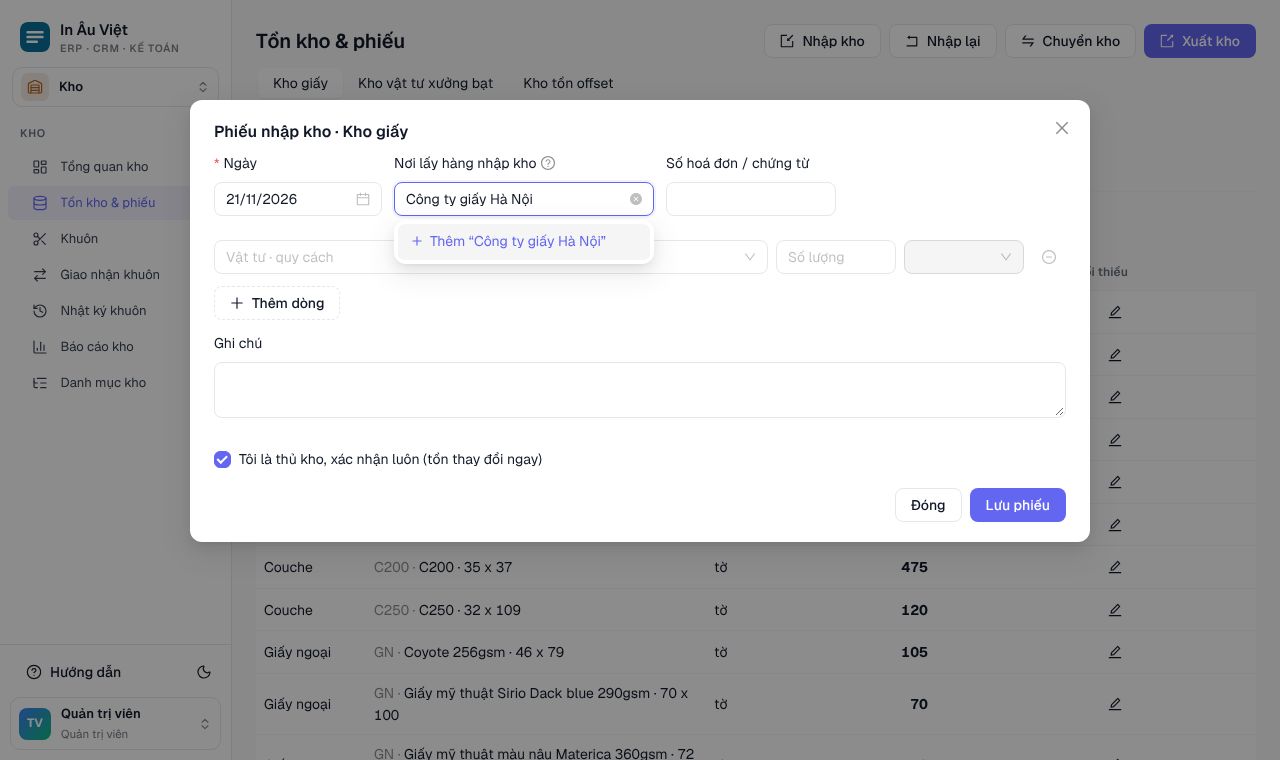 In Âu Việt
ERP · CRM · KẾ TOÁN
Kho
KHO
Tổng quan kho
Tồn kho & phiếu
Khuôn
Giao nhận khuôn
Nhật ký khuôn
Báo cáo kho
Danh mục kho
Hướng dẫn
TV
Quản trị viên
Quản trị viên
Tồn kho & phiếu
Nhập kho
Nhập lại
Chuyển kho
Xuất kho
Kho giấy
Kho vật tư xưởng bạt
Kho tồn offset
Phiếu nhập kho · Kho giấy
* Ngày
Nơi lấy hàng nhập kho
Số hoá đơn / chứng từ
21/11/2026
Công ty giấy Hà Nội
+ Thêm “Công ty giấy Hà Nội”
Vật tư · quy cách
Số lượng
thiếu
+ Thêm dòng
Ghi chú
Tôi là thủ kho, xác nhận luôn (tồn thay đổi ngay)
Đóng
Lưu phiếu
Couche C200 · C200 · 35 x 37 tờ 475
Couche C250 · C250 · 32 x 109 tờ 120
Giấy ngoại GN · Coyote 256gsm · 46 x 79 tờ 105
Giấy ngoại GN · Giấy mỹ thuật Sirio Dack blue 290gsm · 70 x 100 tờ 70
GN · Giấy mỹ thuật màu nâu Materica 360gsm · 72